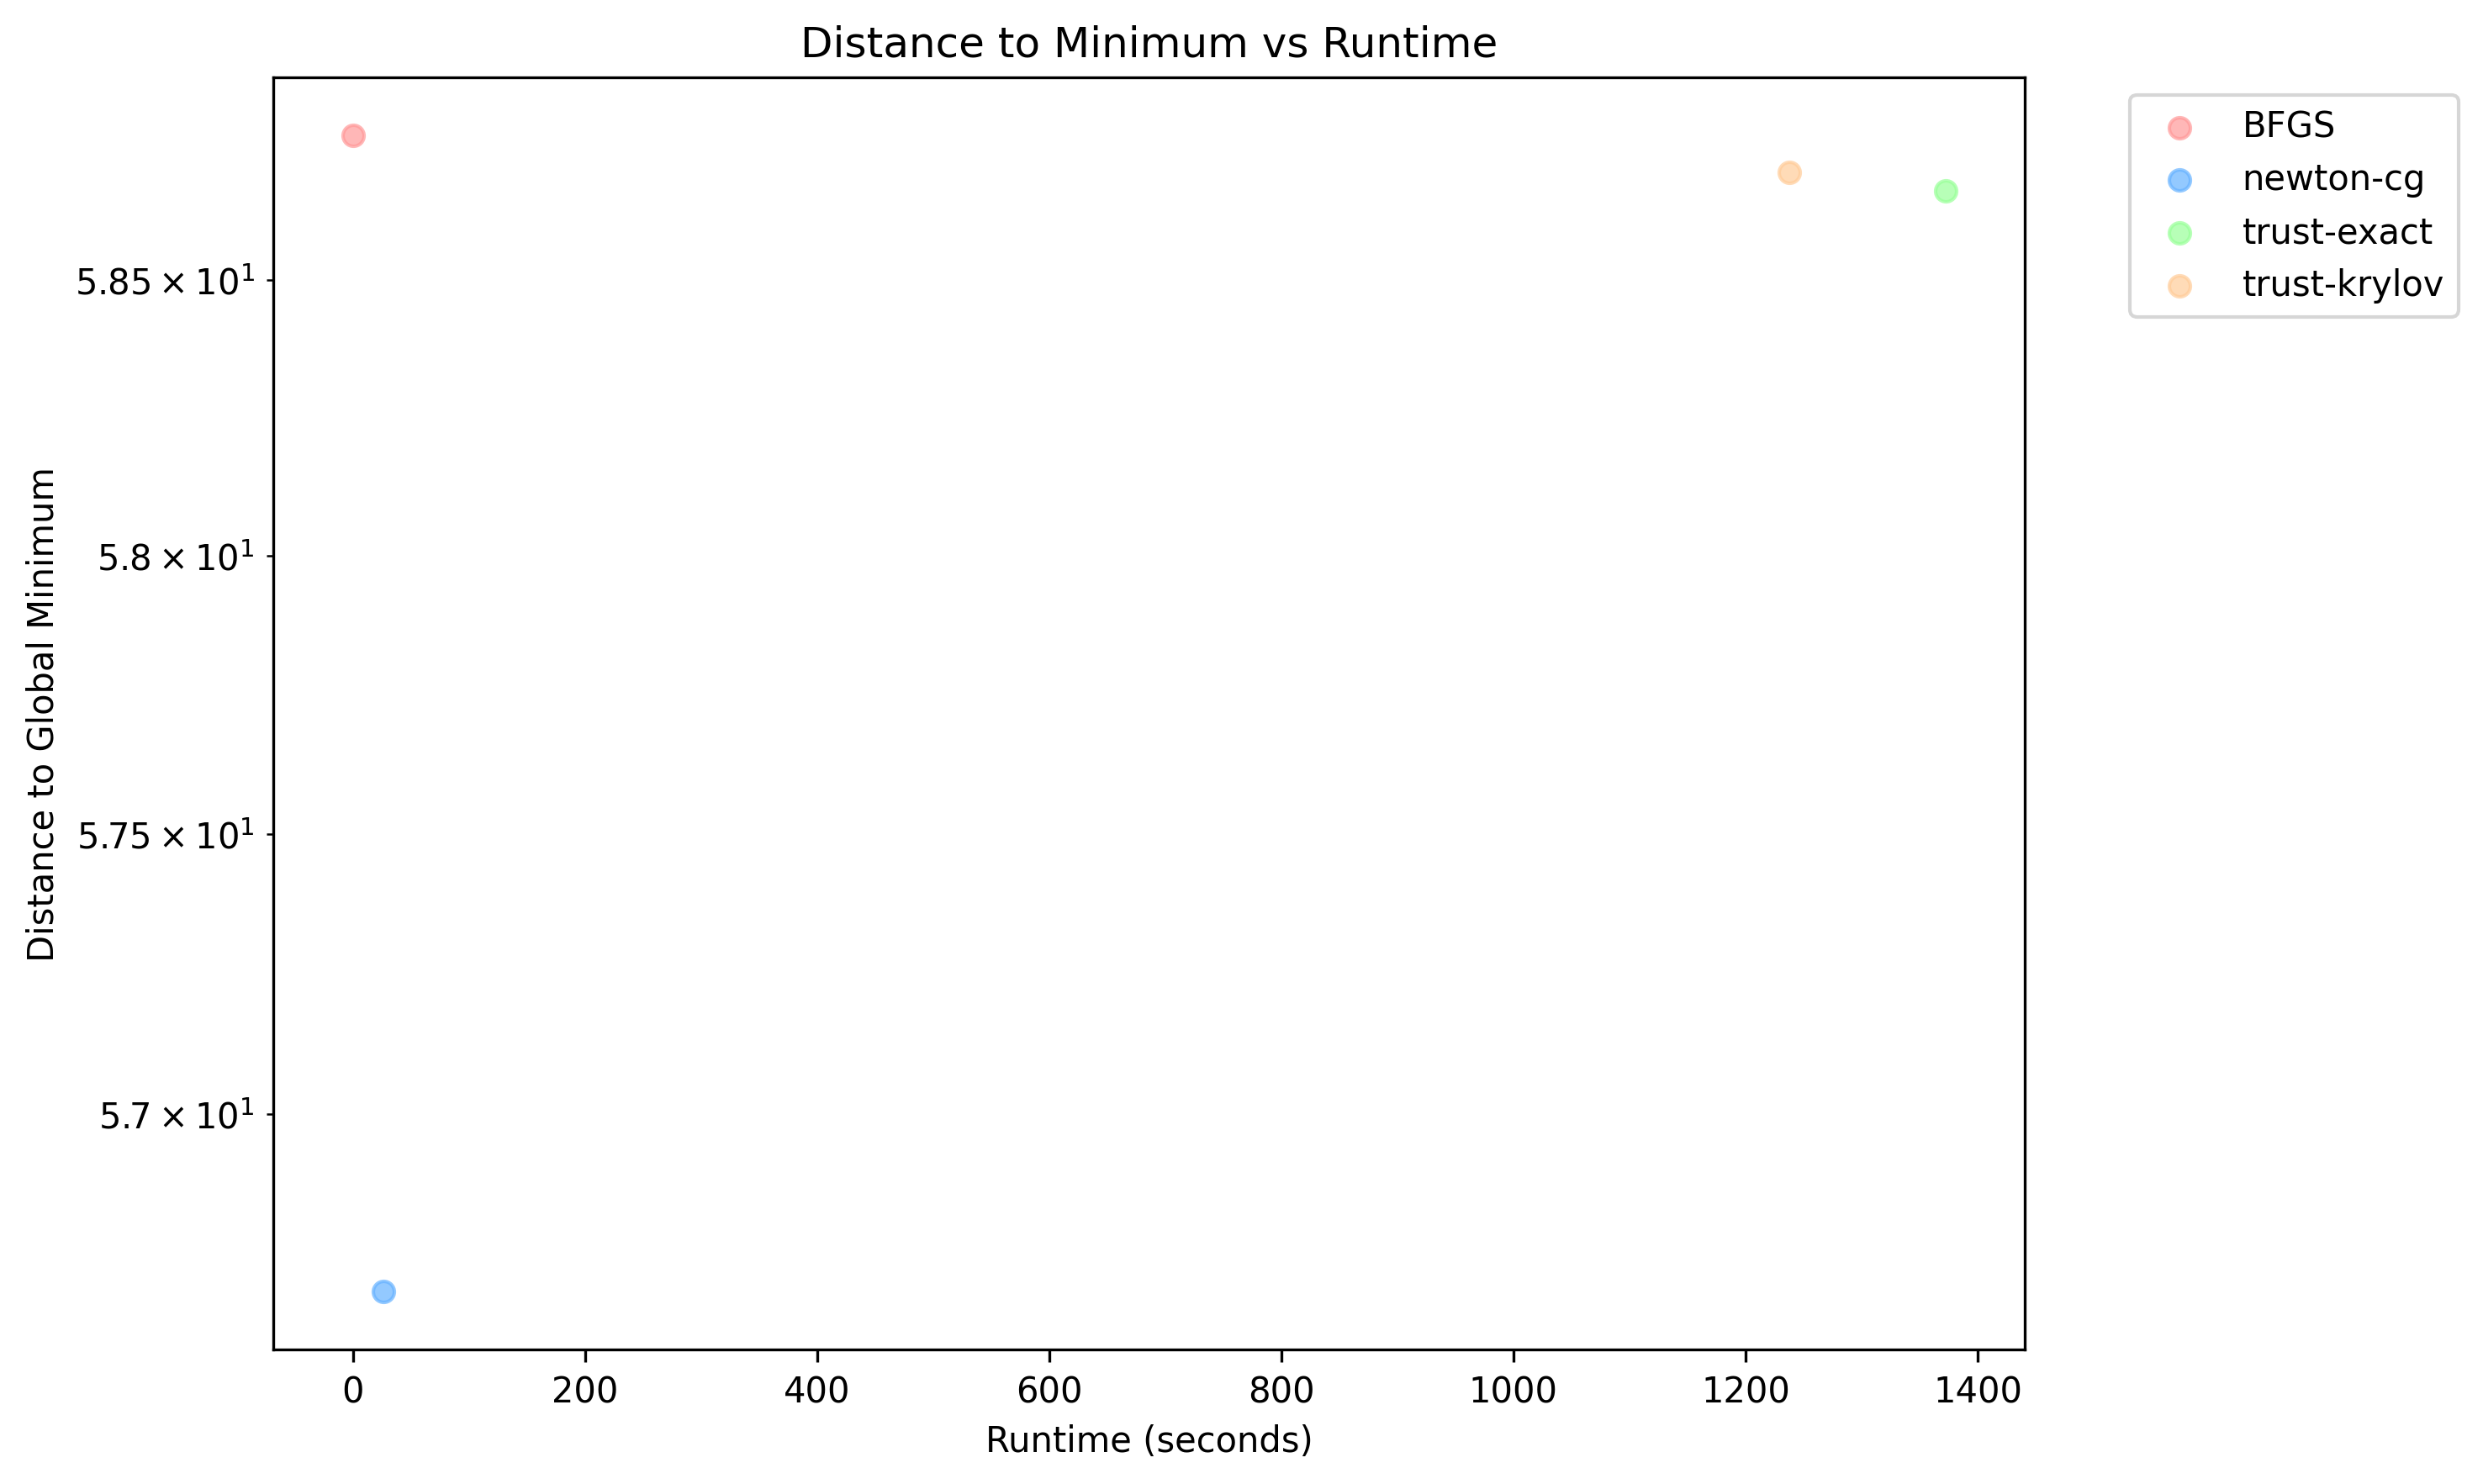 Distance to Minimum vs Runtime
Distance to Global Minimum
5.85 × 10¹
5.8 × 10¹
5.75 × 10¹
5.7 × 10¹
0 200 400 600 800 1000 1200 1400
Runtime (seconds)
BFGS
newton-cg
trust-exact
trust-krylov